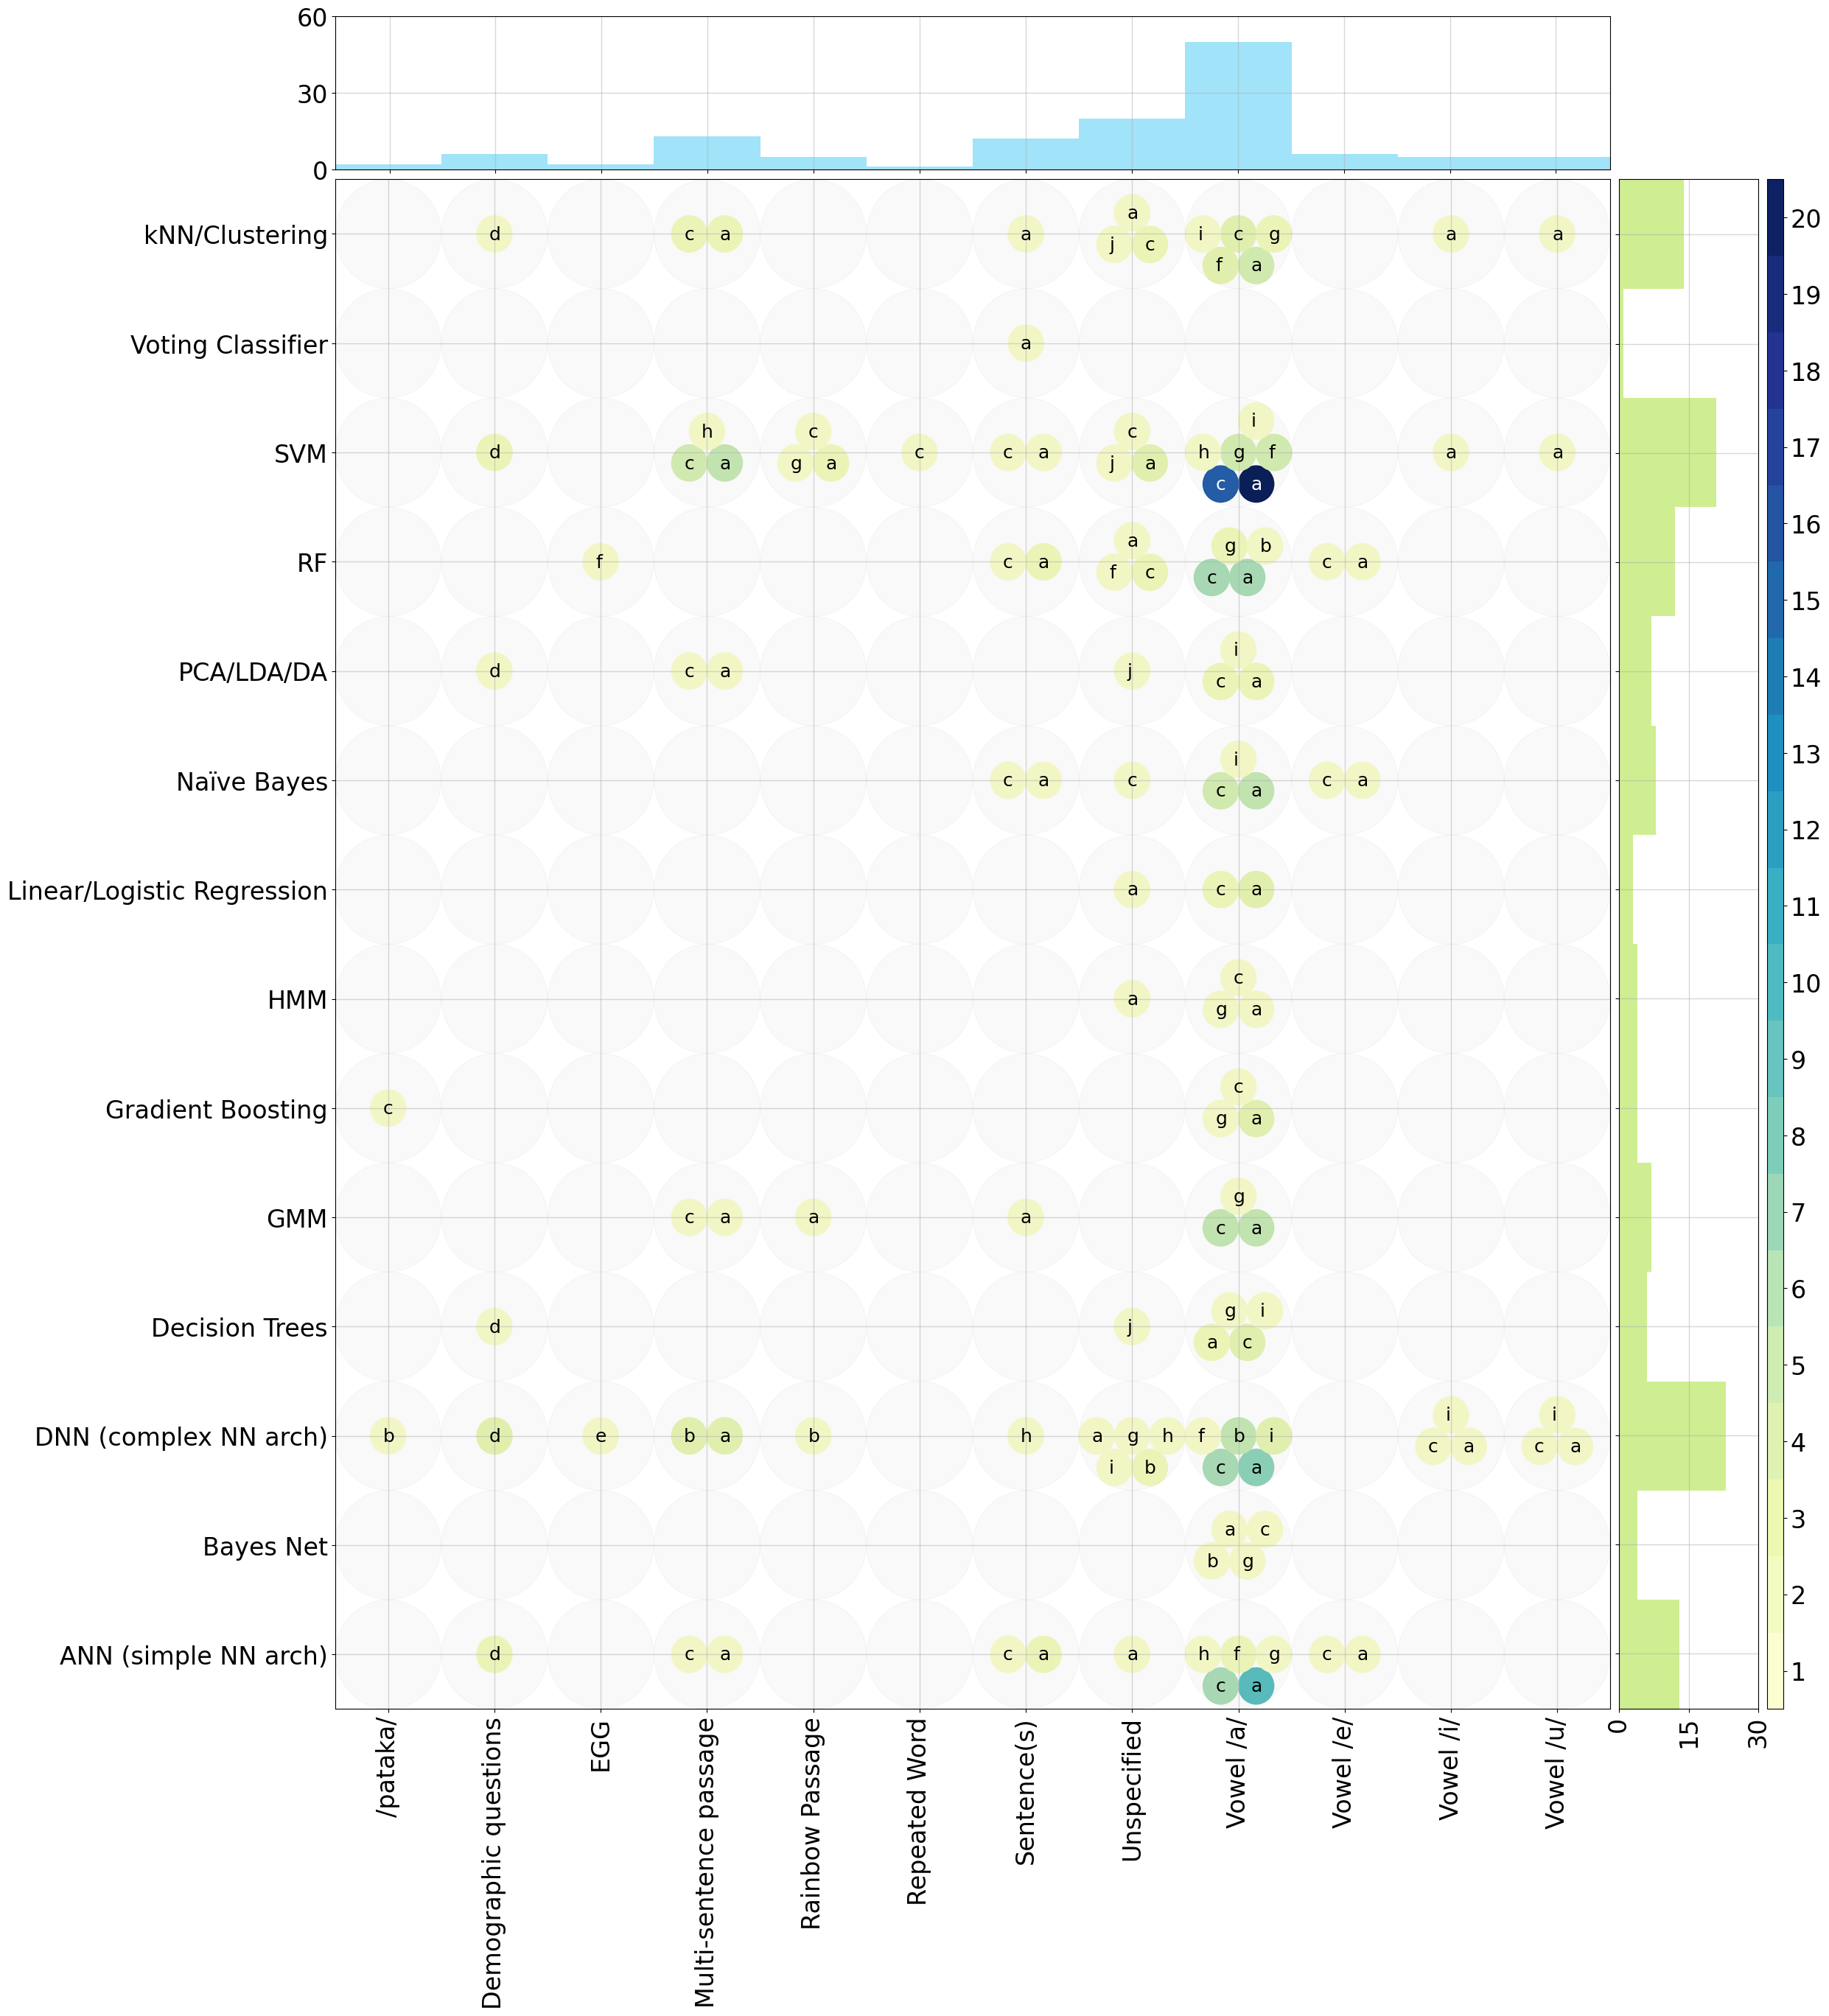 60
30
0
kNN/Clustering
d
c a
a
a
j c
i c g
f a
a
a
Voting Classifier
a
SVM
d
h
c a
c
g a
c
c a
c
j a
i
h g f
c a
a
a
RF
f
c a
a
f c
g b
c a
c a
PCA/LDA/DA
d
c a
j
i
c a
Naïve Bayes
c a
c
i
c a
c a
Linear/Logistic Regression
a
c a
HMM
a
c
g a
Gradient Boosting
c
c
g a
GMM
c a
a
a
g
c a
Decision Trees
d
j
g i
a c
DNN (complex NN arch)
b
d
e
b a
b
h
a g h
i b
f b i
c a
i
c a
i
c a
Bayes Net
a c
b g
ANN (simple NN arch)
d
c a
c a
a
h f g
c a
c a
/pataka/
Demographic questions
EGG
Multi-sentence passage
Rainbow Passage
Repeated Word
Sentence(s)
Unspecified
Vowel /a/
Vowel /e/
Vowel /i/
Vowel /u/
0
15
30
20
19
18
17
16
15
14
13
12
11
10
9
8
7
6
5
4
3
2
1